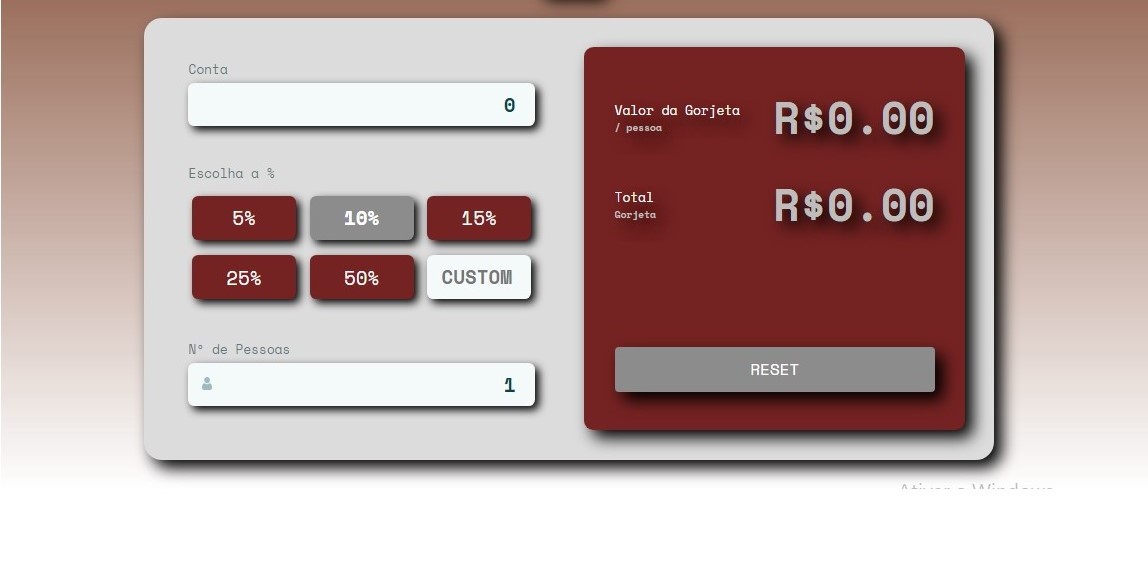 Conta
0
Escolha a %
5% 10% 15%
25% 50% CUSTOM
Nº de Pessoas
1
Valor da Gorjeta
/ pessoa
R$0.00
Total
Gorjeta
R$0.00
RESET
Ativar o Windows